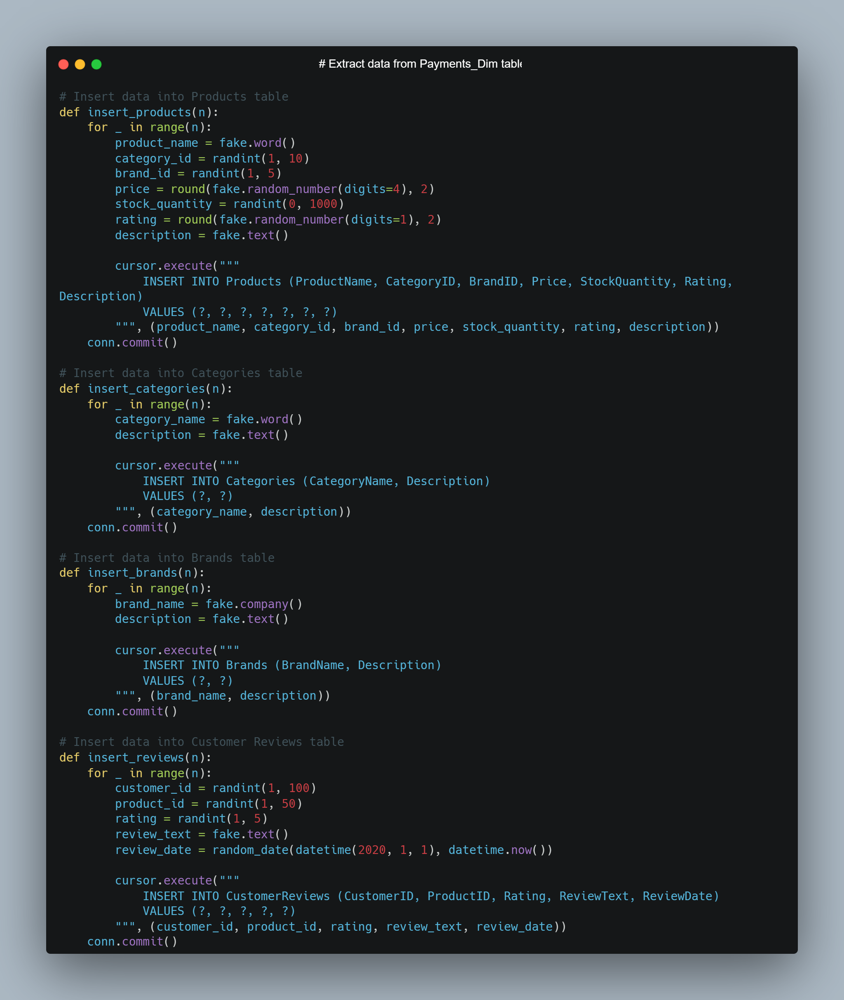 # Extract data from Payments_Dim table
# Insert data into Products table
def insert_products(n):
    for _ in range(n):
        product_name = fake.word()
        category_id = randint(1, 10)
        brand_id = randint(1, 5)
        price = round(fake.random_number(digits=4), 2)
        stock_quantity = randint(0, 1000)
        rating = round(fake.random_number(digits=1), 2)
        description = fake.text()

        cursor.execute("""
            INSERT INTO Products (ProductName, CategoryID, BrandID, Price, StockQuantity, Rating,
Description)
            VALUES (?, ?, ?, ?, ?, ?, ?)
        """, (product_name, category_id, brand_id, price, stock_quantity, rating, description))
    conn.commit()

# Insert data into Categories table
def insert_categories(n):
    for _ in range(n):
        category_name = fake.word()
        description = fake.text()

        cursor.execute("""
            INSERT INTO Categories (CategoryName, Description)
            VALUES (?, ?)
        """, (category_name, description))
    conn.commit()

# Insert data into Brands table
def insert_brands(n):
    for _ in range(n):
        brand_name = fake.company()
        description = fake.text()

        cursor.execute("""
            INSERT INTO Brands (BrandName, Description)
            VALUES (?, ?)
        """, (brand_name, description))
    conn.commit()

# Insert data into Customer Reviews table
def insert_reviews(n):
    for _ in range(n):
        customer_id = randint(1, 100)
        product_id = randint(1, 50)
        rating = randint(1, 5)
        review_text = fake.text()
        review_date = random_date(datetime(2020, 1, 1), datetime.now())

        cursor.execute("""
            INSERT INTO CustomerReviews (CustomerID, ProductID, Rating, ReviewText, ReviewDate)
            VALUES (?, ?, ?, ?, ?)
        """, (customer_id, product_id, rating, review_text, review_date))
    conn.commit()